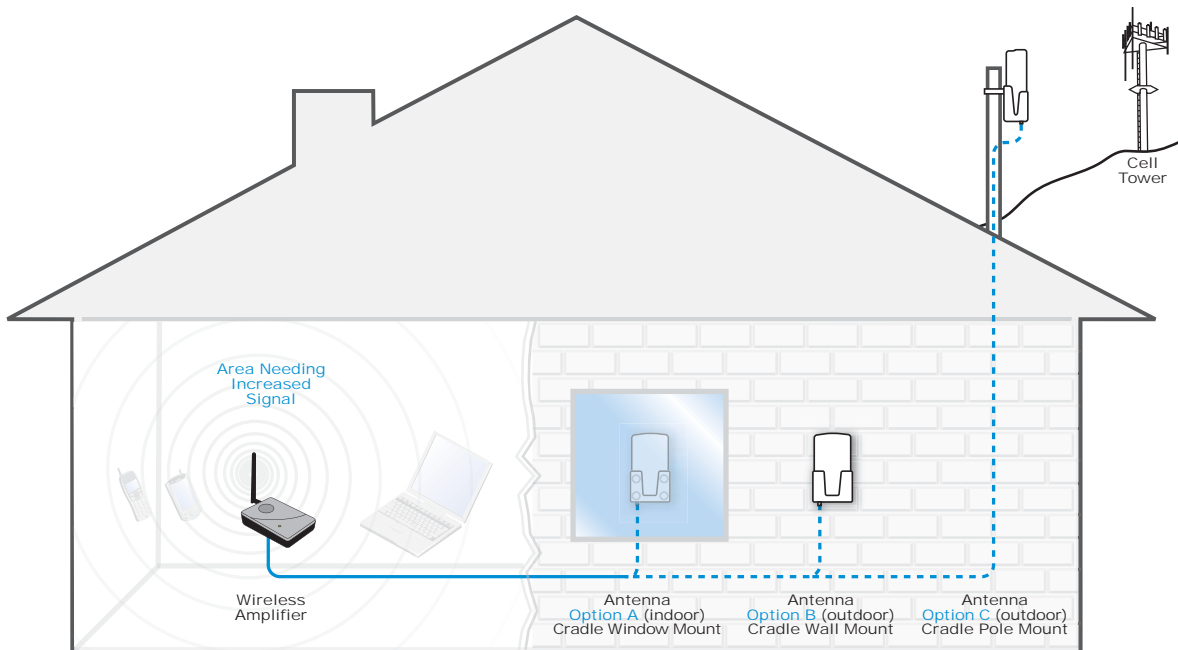 Cell
Tower
Area Needing
Increased
Signal
Wireless
Amplifier
Antenna
Option A (indoor)
Cradle Window Mount
Antenna
Option B (outdoor)
Cradle Wall Mount
Antenna
Option C (outdoor)
Cradle Pole Mount